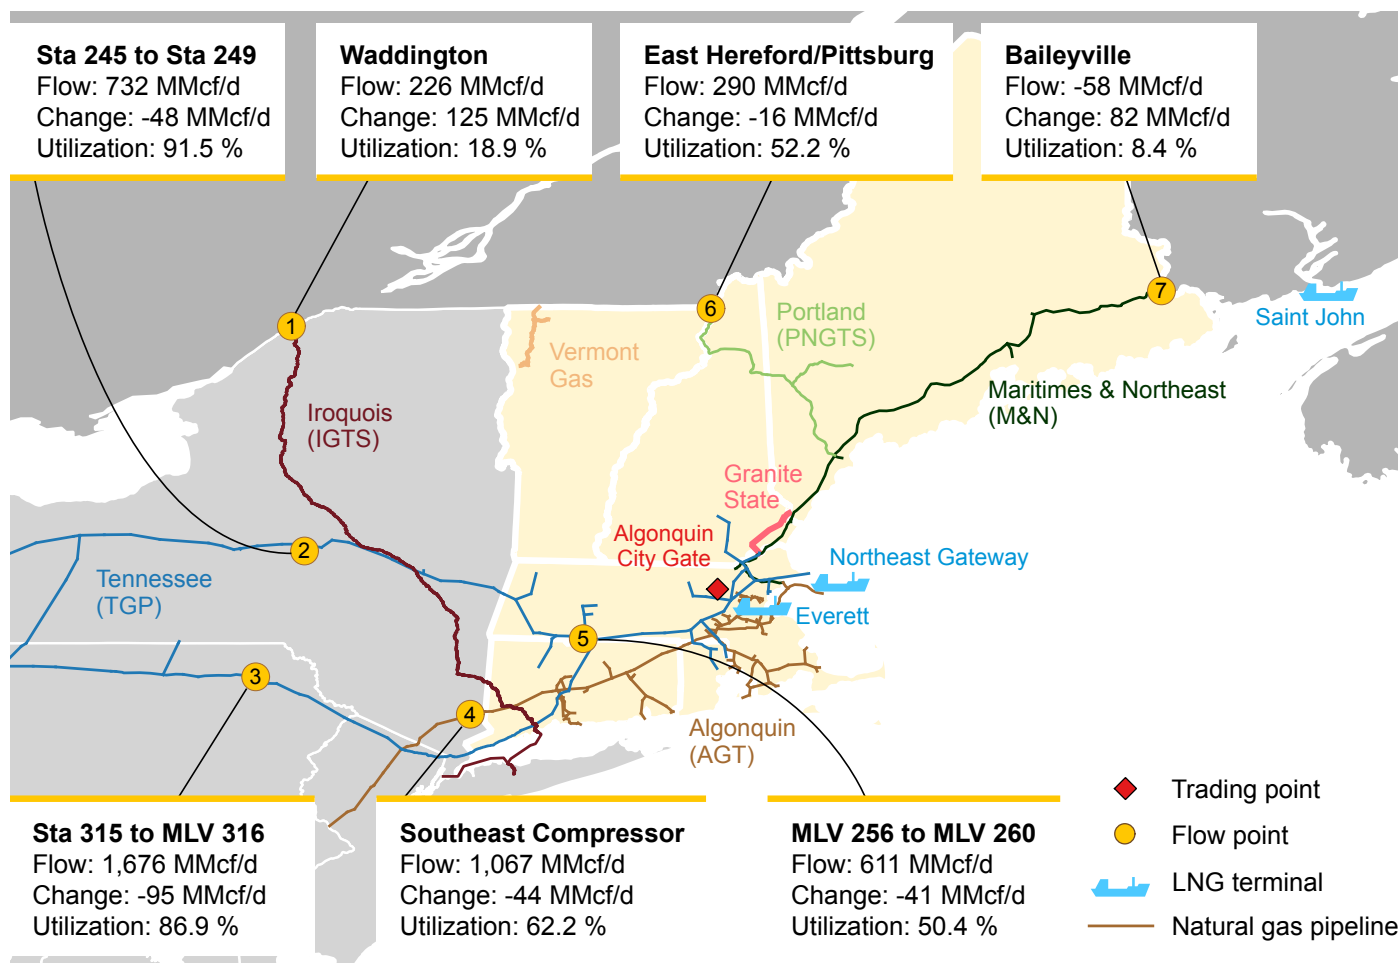 Sta 245 to Sta 249
Flow: 732 MMcf/d
Change: -48 MMcf/d
Utilization: 91.5 %
Waddington
Flow: 226 MMcf/d
Change: 125 MMcf/d
Utilization: 18.9 %
East Hereford/Pittsburg
Flow: 290 MMcf/d
Change: -16 MMcf/d
Utilization: 52.2 %
Baileyville
Flow: -58 MMcf/d
Change: 82 MMcf/d
Utilization: 8.4 %
1
2
3
4
5
6
7
Saint John
Portland
(PNGTS)
Vermont
Gas
Maritimes & Northeast
(M&N)
Iroquois
(IGTS)
Granite
State
Algonquin
City Gate
Northeast Gateway
Everett
Tennessee
(TGP)
Algonquin
(AGT)
Sta 315 to MLV 316
Flow: 1,676 MMcf/d
Change: -95 MMcf/d
Utilization: 86.9 %
Southeast Compressor
Flow: 1,067 MMcf/d
Change: -44 MMcf/d
Utilization: 62.2 %
MLV 256 to MLV 260
Flow: 611 MMcf/d
Change: -41 MMcf/d
Utilization: 50.4 %
Trading point
Flow point
LNG terminal
Natural gas pipeline